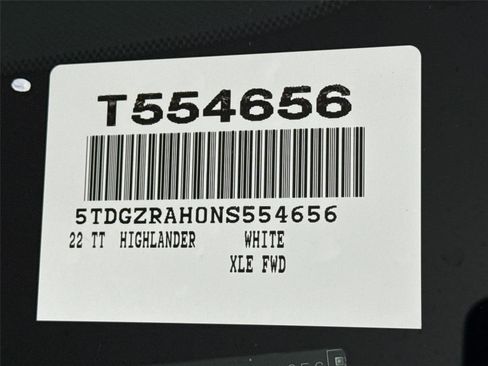 T554656
5TDGZRAH0NS554656
22 TT HIGHLANDER WHITE
XLE FWD